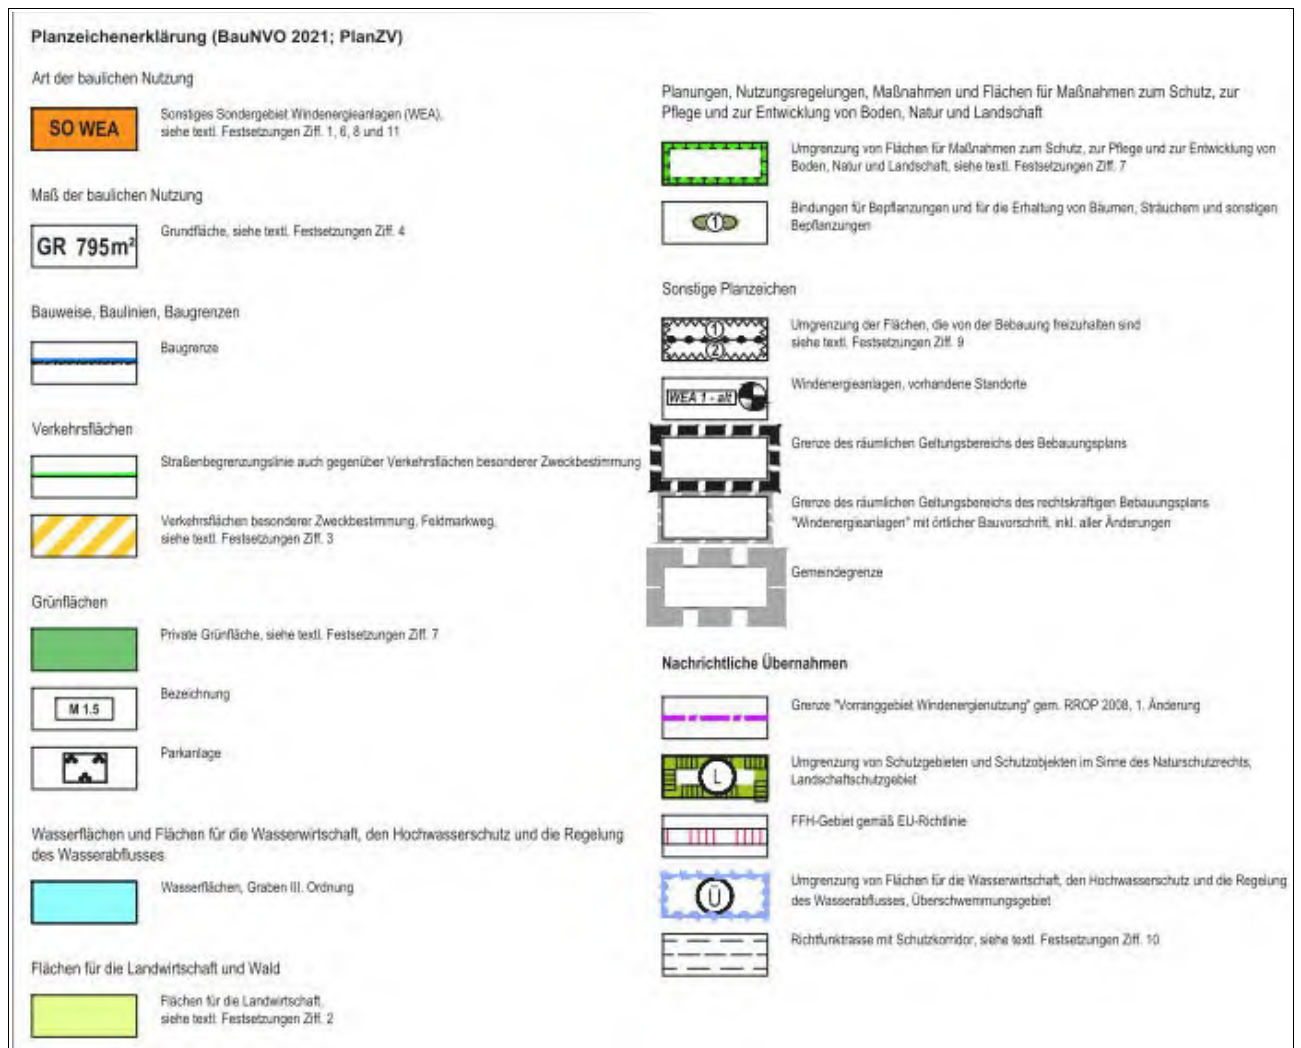 Planzeichenerklärung (BauNVO 2021; PlanZV)
Art der baulichen Nutzung
SO WEA
Sonstiges Sondergebiet Windenergieanlagen (WEA),
siehe textl. Festsetzungen Ziff. 1, 6, 8 und 11
Maß der baulichen Nutzung
GR 795m²
Grundfläche, siehe textl. Festsetzungen Ziff. 4
Bauweise, Baulinien, Baugrenzen
Baugrenze
Verkehrsflächen
Straßenbegrenzungslinie auch gegenüber Verkehrsflächen besonderer Zweckbestimmung
Verkehrsflächen besonderer Zweckbestimmung, Feldmarkweg,
siehe textl. Festsetzungen Ziff. 3
Grünflächen
Private Grünfläche, siehe textl. Festsetzungen Ziff. 7
M 1.5
Bezeichnung
Parkanlage
Wasserflächen und Flächen für die Wasserwirtschaft, den Hochwasserschutz und die Regelung
des Wasserabflusses
Wasserflächen, Graben III. Ordnung
Flächen für die Landwirtschaft und Wald
Flächen für die Landwirtschaft,
siehe textl. Festsetzungen Ziff. 2
Planungen, Nutzungsregelungen, Maßnahmen und Flächen für Maßnahmen zum Schutz, zur
Pflege und zur Entwicklung von Boden, Natur und Landschaft
Umgrenzung von Flächen für Maßnahmen zum Schutz, zur Pflege und zur Entwicklung von
Boden, Natur und Landschaft, siehe textl. Festsetzungen Ziff. 7
1
Bindungen für Bepflanzungen und für die Erhaltung von Bäumen, Sträuchern und sonstigen
Bepflanzungen
Sonstige Planzeichen
1
2
Umgrenzung der Flächen, die von der Bebauung freizuhalten sind
siehe textl. Festsetzungen Ziff. 9
WEA 1 - alt
Windenergieanlagen, vorhandene Standorte
Grenze des räumlichen Geltungsbereichs des Bebauungsplans
Grenze des räumlichen Geltungsbereichs des rechtskräftigen Bebauungsplans
"Windenergieanlagen" mit örtlicher Bauvorschrift, inkl. aller Änderungen
Gemeindegrenze
Nachrichtliche Übernahmen
Grenze "Vorranggebiet Windenergienutzung" gem. RROP 2008, 1. Änderung
L
Umgrenzung von Schutzgebieten und Schutzobjekten im Sinne des Naturschutzrechts,
Landschaftschutzgebiet
FFH-Gebiet gemäß EU-Richtlinie
Ü
Umgrenzung von Flächen für die Wasserwirtschaft, den Hochwasserschutz und die Regelung
des Wasserabflusses, Überschwemmungsgebiet
Richtfunktrasse mit Schutzkorridor, siehe textl. Festsetzungen Ziff. 10